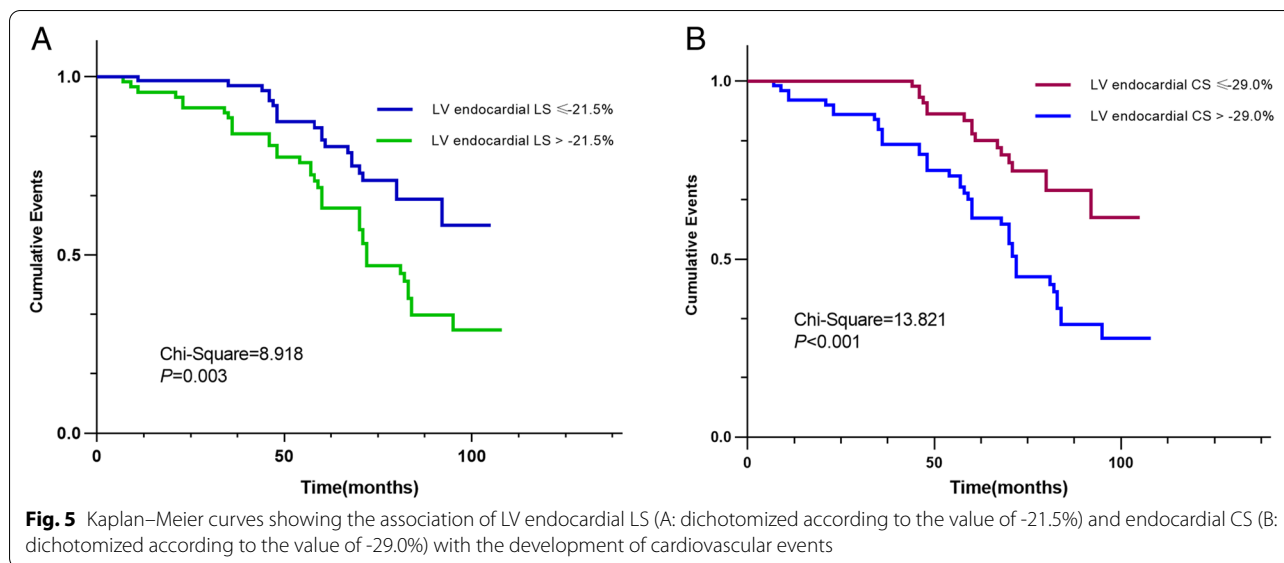 A
1.0
0.5
0.0
0
50
100
Cumulative Events
Time(months)
LV endocardial LS ⩽-21.5%
LV endocardial LS > -21.5%
Chi-Square=8.918
P=0.003
B
1.0
0.5
0.0
0
50
100
Cumulative Events
Time(months)
LV endocardial CS ⩽-29.0%
LV endocardial CS > -29.0%
Chi-Square=13.821
P<0.001
Fig. 5 Kaplan–Meier curves showing the association of LV endocardial LS (A: dichotomized according to the value of -21.5%) and endocardial CS (B:
dichotomized according to the value of -29.0%) with the development of cardiovascular events